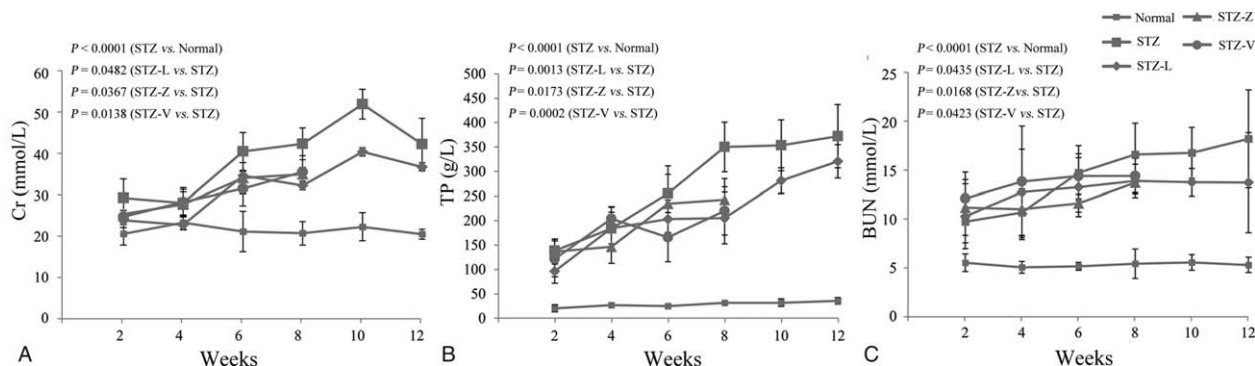 Normal
STZ
STZ-L
STZ-Z
STZ-V
P < 0.0001 (STZ vs. Normal)
P = 0.0482 (STZ-L vs. STZ)
P = 0.0367 (STZ-Z vs. STZ)
P = 0.0138 (STZ-V vs. STZ)
Cr (mmol/L)
60
50
40
30
20
10
0
2 4 6 8 10 12
A
Weeks
P < 0.0001 (STZ vs. Normal)
P = 0.0013 (STZ-L vs. STZ)
P = 0.0173 (STZ-Z vs. STZ)
P = 0.0002 (STZ-V vs. STZ)
TP (g/L)
500
450
400
350
300
250
200
150
100
50
0
2 4 6 8 10 12
B
Weeks
P < 0.0001 (STZ vs. Normal)
P = 0.0435 (STZ-L vs. STZ)
P = 0.0168 (STZ-Zvs. STZ)
P = 0.0423 (STZ-V vs. STZ)
BUN (mmol/L)
25
20
15
10
5
0
2 4 6 8 10 12
C
Weeks